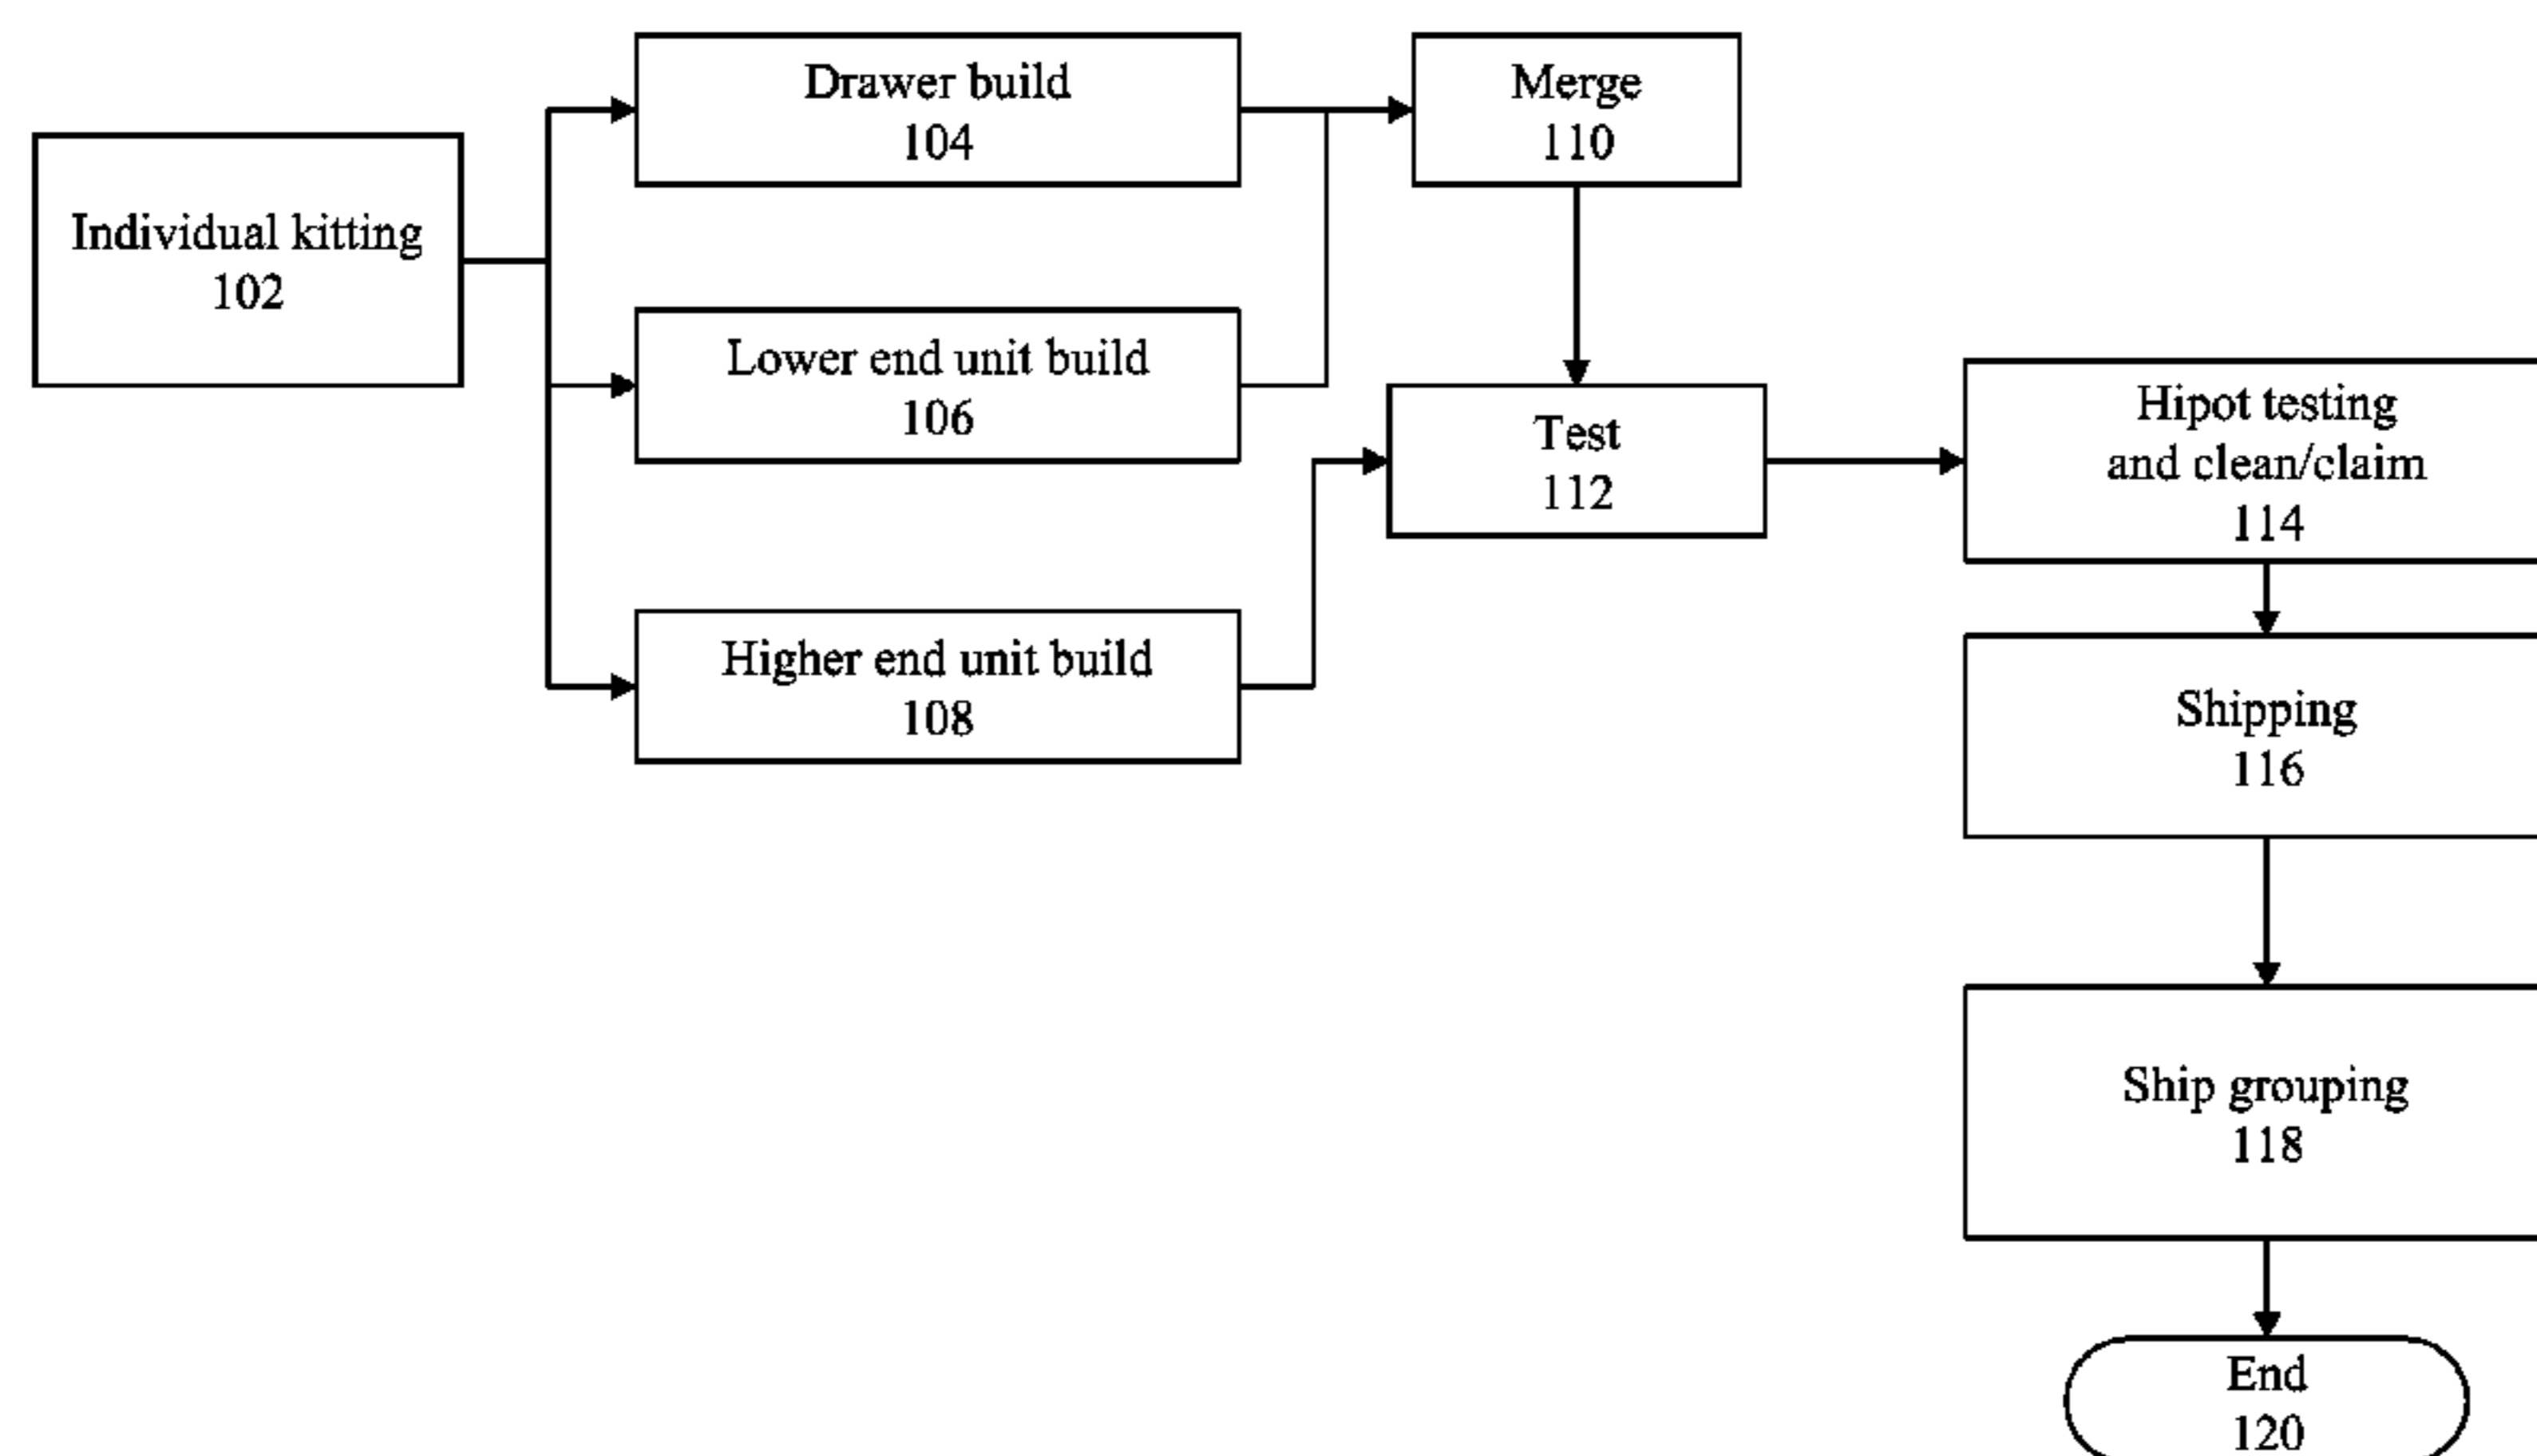 Individual kitting
102
Drawer build
104
Lower end unit build
106
Higher end unit build
108
Merge
110
Test
112
Hipot testing
and clean/claim
114
Shipping
116
Ship grouping
118
End
120